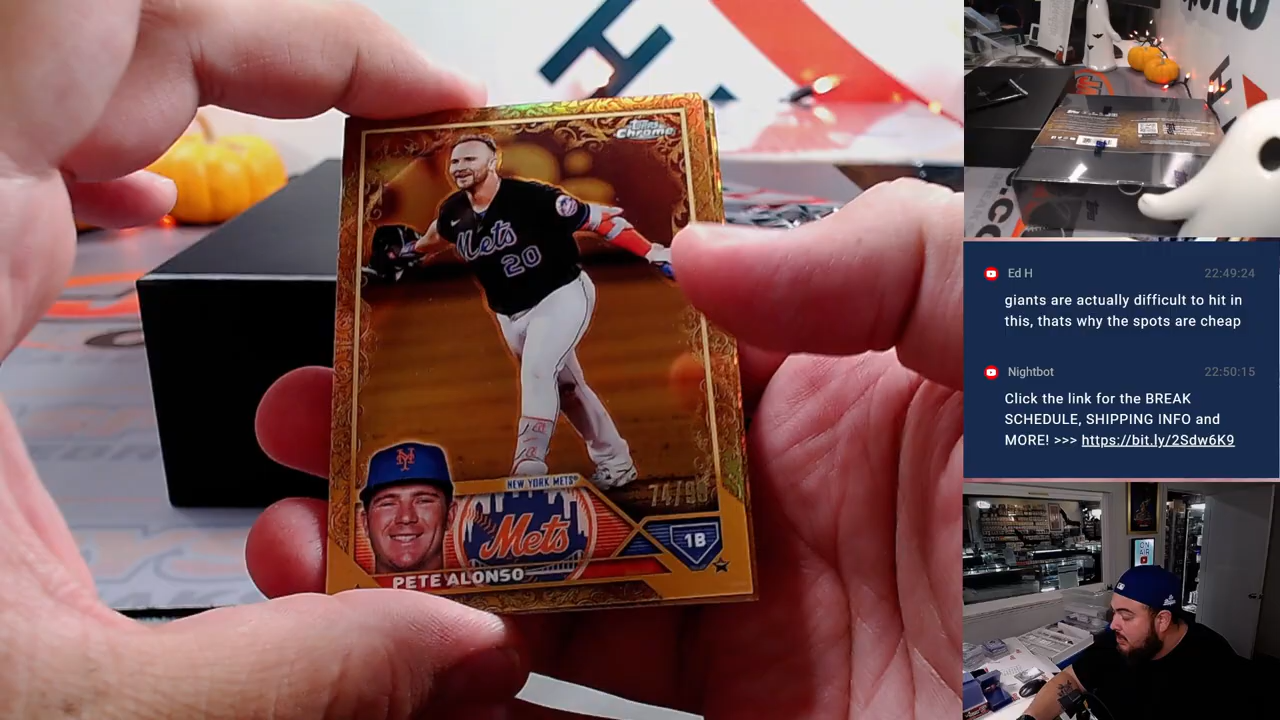 Topps
Chrome
Mets
20
NEW YORK METS
Mets
1B
PETE ALONSO
Ed H 22:49:24
giants are actually difficult to hit in
this, thats why the spots are cheap
Nightbot 22:50:15
Click the link for the BREAK
SCHEDULE, SHIPPING INFO and
MORE! >>> https://bit.ly/2Sdw6K9
ON
AIR